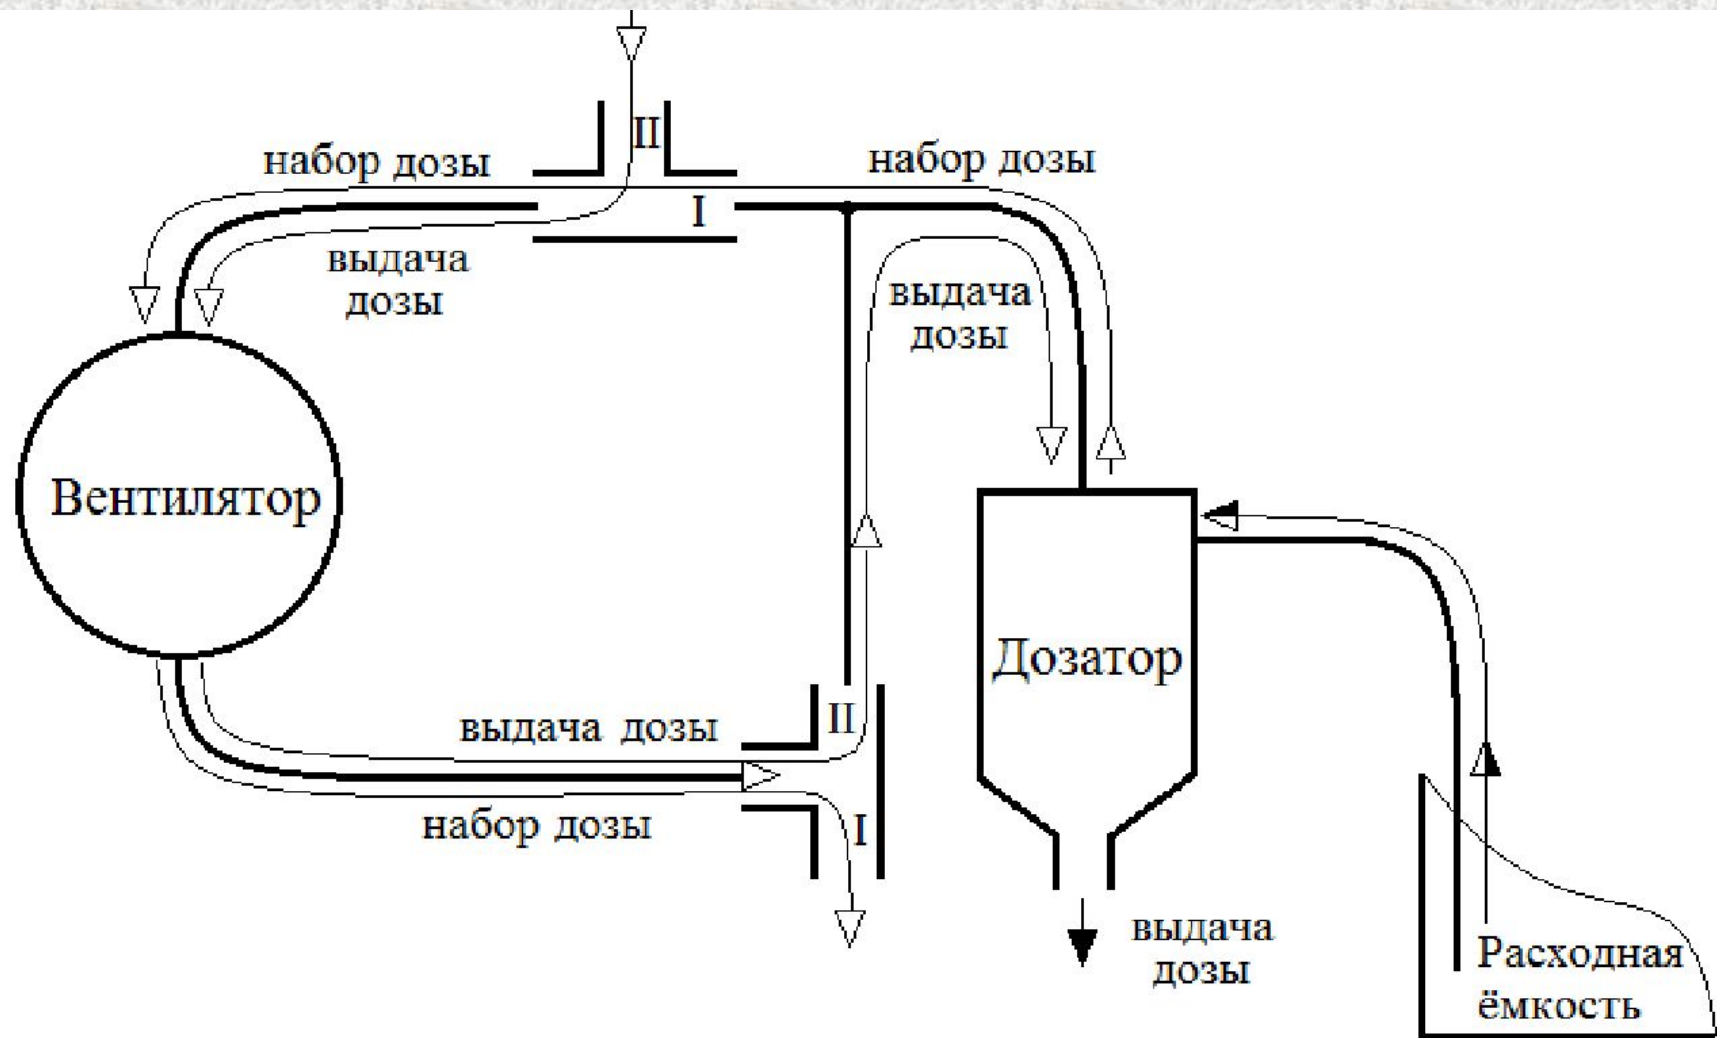 II
набор дозы
набор дозы
I
выдача
дозы
выдача
дозы
Вентилятор
Дозатор
выдача дозы
II
набор дозы
I
выдача
дозы
Расходная
ёмкость